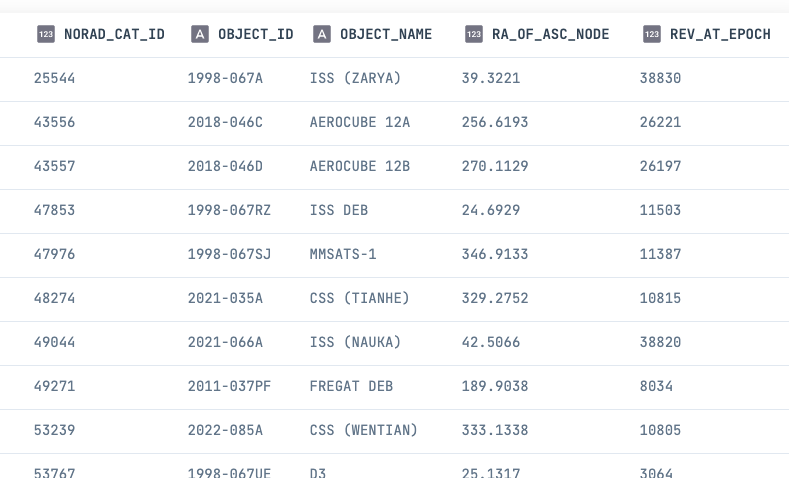 123 NORAD_CAT_ID A OBJECT_ID A OBJECT_NAME 123 RA_OF_ASC_NODE 123 REV_AT_EPOCH
25544 1998-067A ISS (ZARYA) 39.3221 38830
43556 2018-046C AEROCUBE 12A 256.6193 26221
43557 2018-046D AEROCUBE 12B 270.1129 26197
47853 1998-067RZ ISS DEB 24.6929 11503
47976 1998-067SJ MMSATS-1 346.9133 11387
48274 2021-035A CSS (TIANHE) 329.2752 10815
49044 2021-066A ISS (NAUKA) 42.5066 38820
49271 2011-037PF FREGAT DEB 189.9038 8034
53239 2022-085A CSS (WENTIAN) 333.1338 10805
53767 1998-067UE D3 25.1317 3064